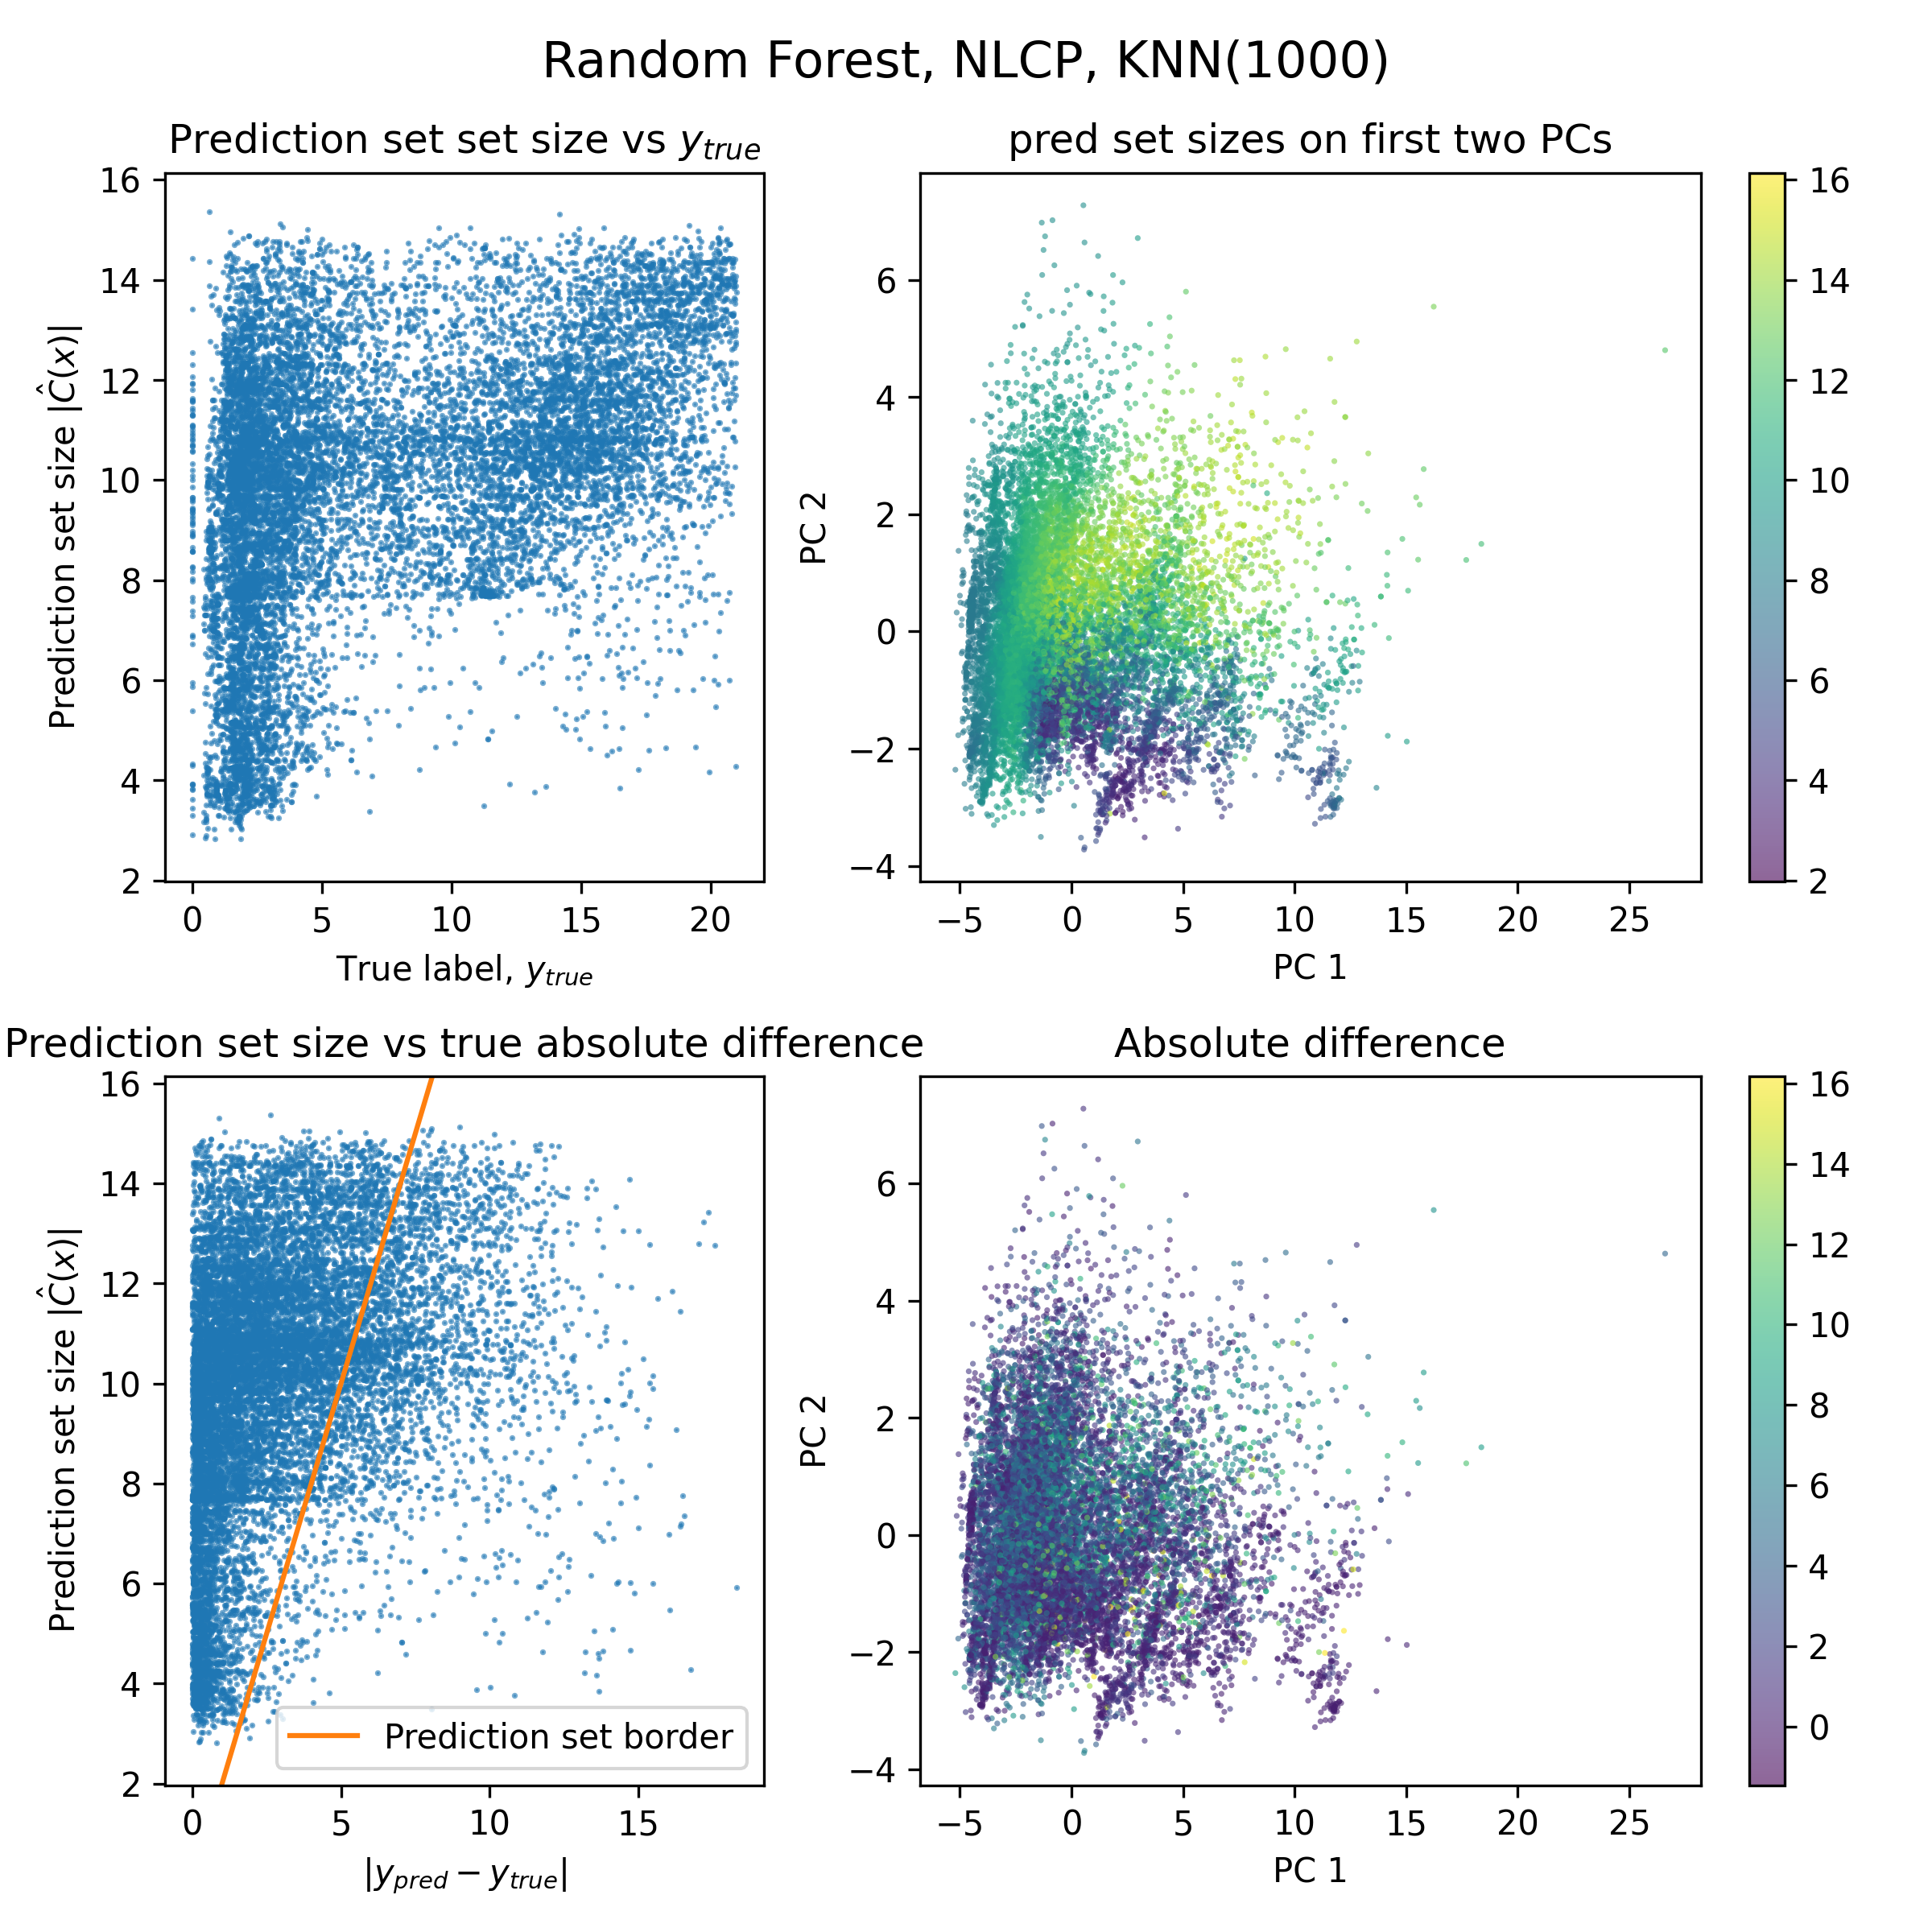 Random Forest, NLCP, KNN(1000)
Prediction set set size vs y_true
16
14
12
10
8
6
4
2
Prediction set size |Ĉ(x)|
0 5 10 15 20
True label, y_true
pred set sizes on first two PCs
6
4
2
0
−2
−4
PC 2
−5 0 5 10 15 20 25
PC 1
16
14
12
10
8
6
4
2
Prediction set size vs true absolute difference
16
14
12
10
8
6
4
2
Prediction set size |Ĉ(x)|
Prediction set border
0 5 10 15
|y_pred − y_true|
Absolute difference
6
4
2
0
−2
−4
PC 2
−5 0 5 10 15 20 25
PC 1
16
14
12
10
8
6
4
2
0